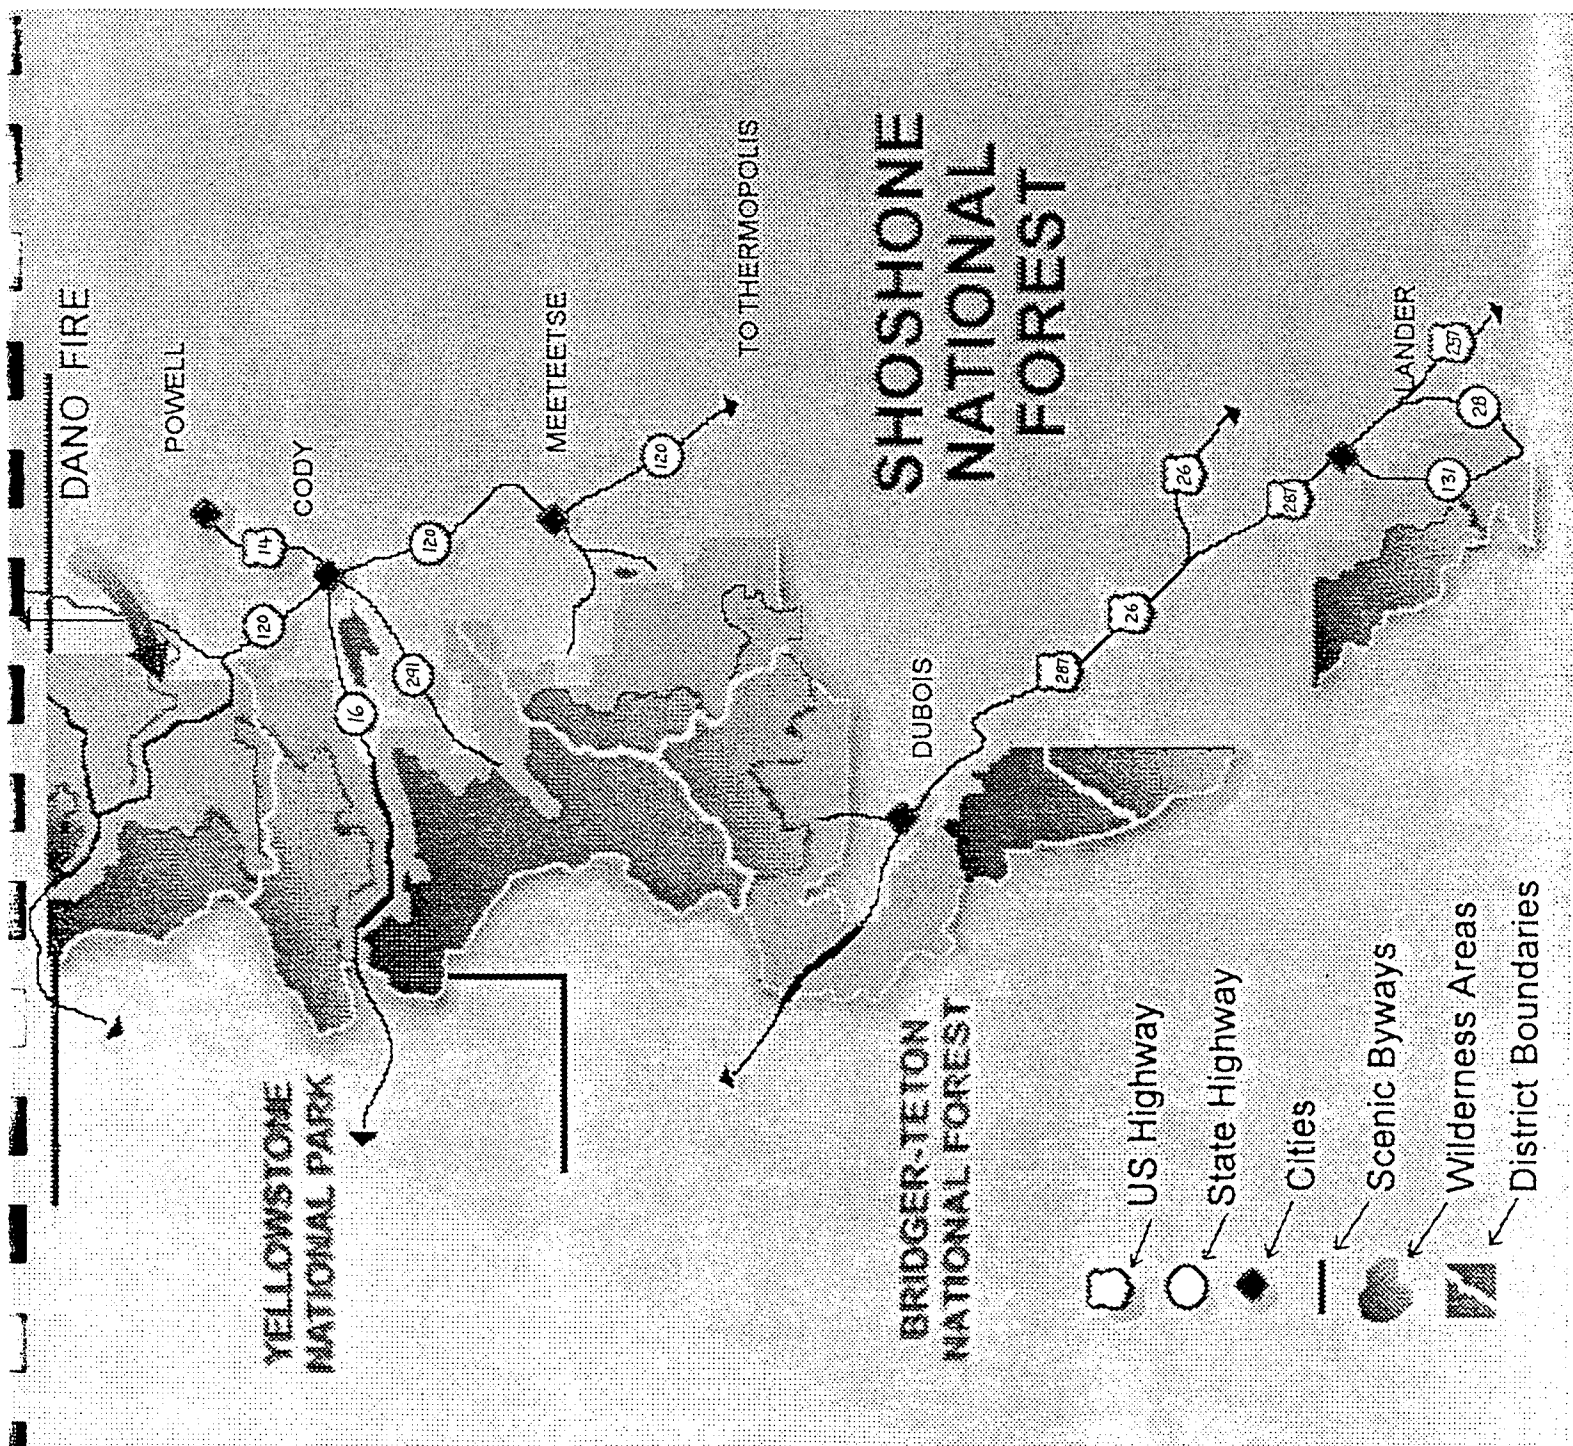 DANO FIRE
POWELL
14
CODY
120
YELLOWSTONE
NATIONAL PARK
16
291
120
MEETEETSE
120
TO THERMOPOLIS
SHOSHONE
NATIONAL
FOREST
DUBOIS
BRIDGER-TETON
NATIONAL FOREST
287
26
26
287
LANDER
131
28
US Highway
State Highway
Cities
Scenic Byways
Wilderness Areas
District Boundaries